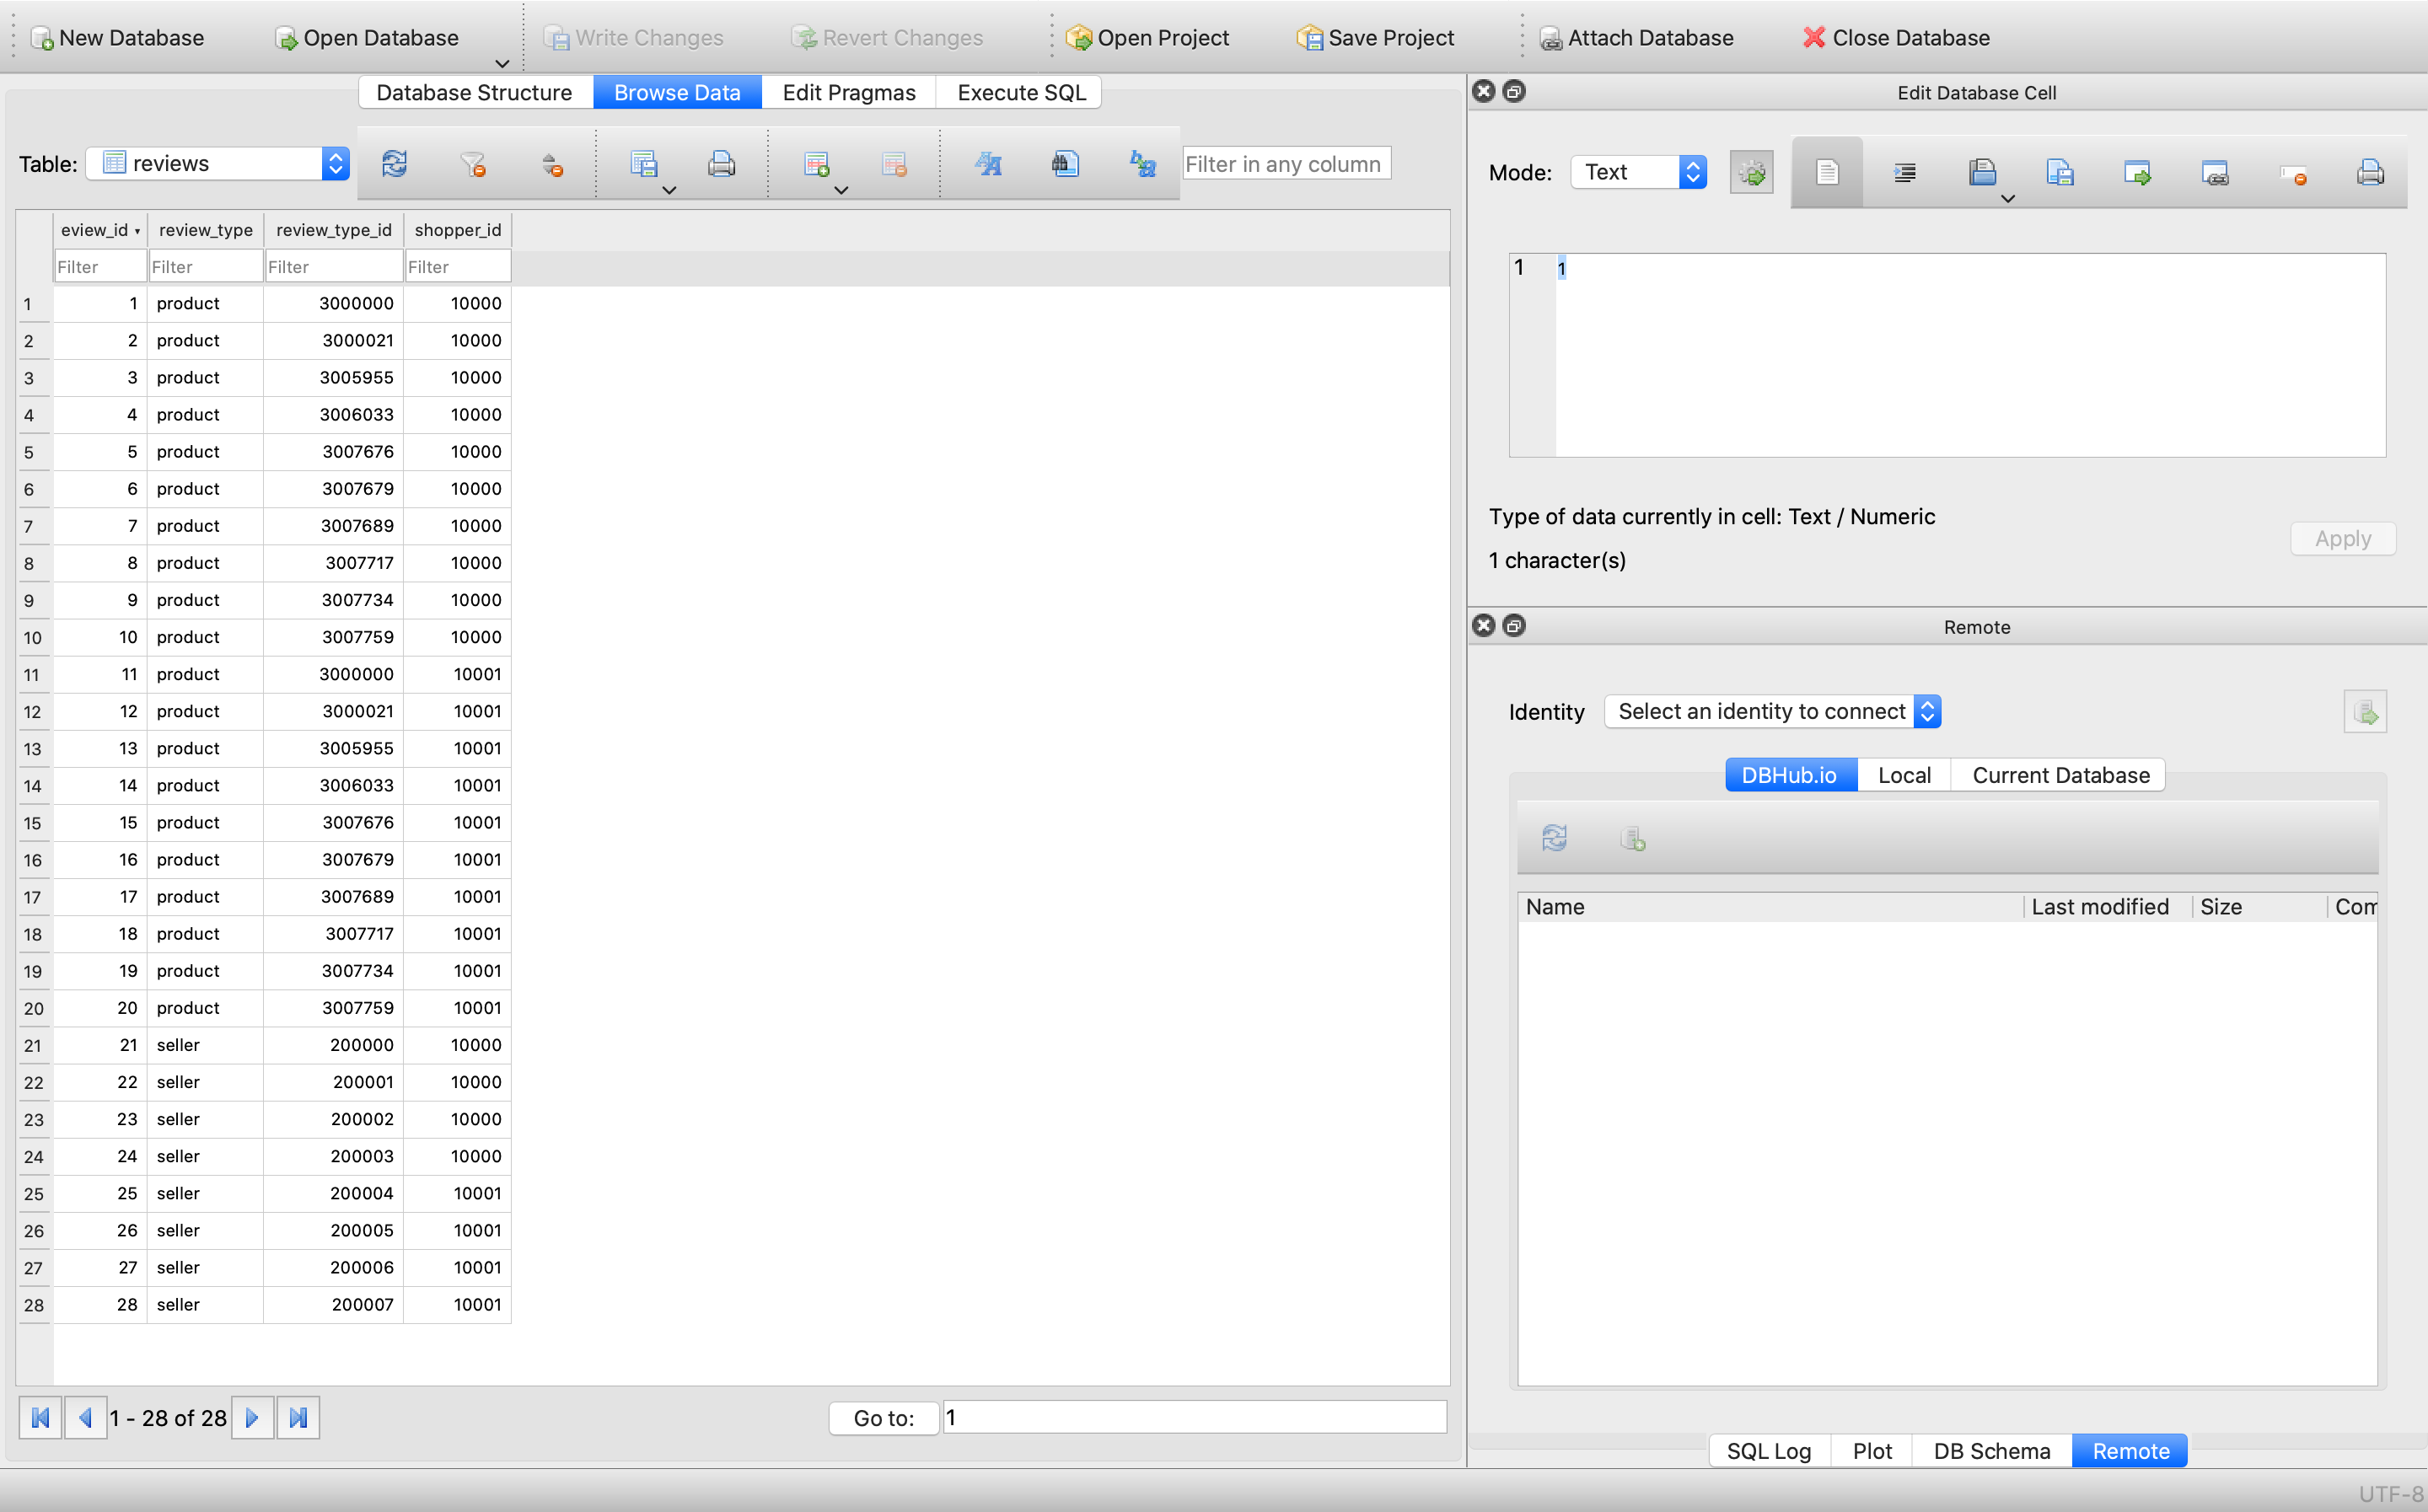 New Database Open Database Write Changes Revert Changes Open Project Save Project Attach Database Close Database
Database Structure Browse Data Edit Pragmas Execute SQL
Table: reviews Filter in any column
eview_id review_type review_type_id shopper_id
Filter Filter Filter Filter
1 1 product 3000000 10000
2 2 product 3000021 10000
3 3 product 3005955 10000
4 4 product 3006033 10000
5 5 product 3007676 10000
6 6 product 3007679 10000
7 7 product 3007689 10000
8 8 product 3007717 10000
9 9 product 3007734 10000
10 10 product 3007759 10000
11 11 product 3000000 10001
12 12 product 3000021 10001
13 13 product 3005955 10001
14 14 product 3006033 10001
15 15 product 3007676 10001
16 16 product 3007679 10001
17 17 product 3007689 10001
18 18 product 3007717 10001
19 19 product 3007734 10001
20 20 product 3007759 10001
21 21 seller 200000 10000
22 22 seller 200001 10000
23 23 seller 200002 10000
24 24 seller 200003 10000
25 25 seller 200004 10001
26 26 seller 200005 10001
27 27 seller 200006 10001
28 28 seller 200007 10001
1 - 28 of 28 Go to: 1
Edit Database Cell
Mode: Text
1 1
Type of data currently in cell: Text / Numeric
1 character(s)
Apply
Remote
Identity Select an identity to connect
DBHub.io Local Current Database
Name Last modified Size Com
SQL Log Plot DB Schema Remote
UTF-8